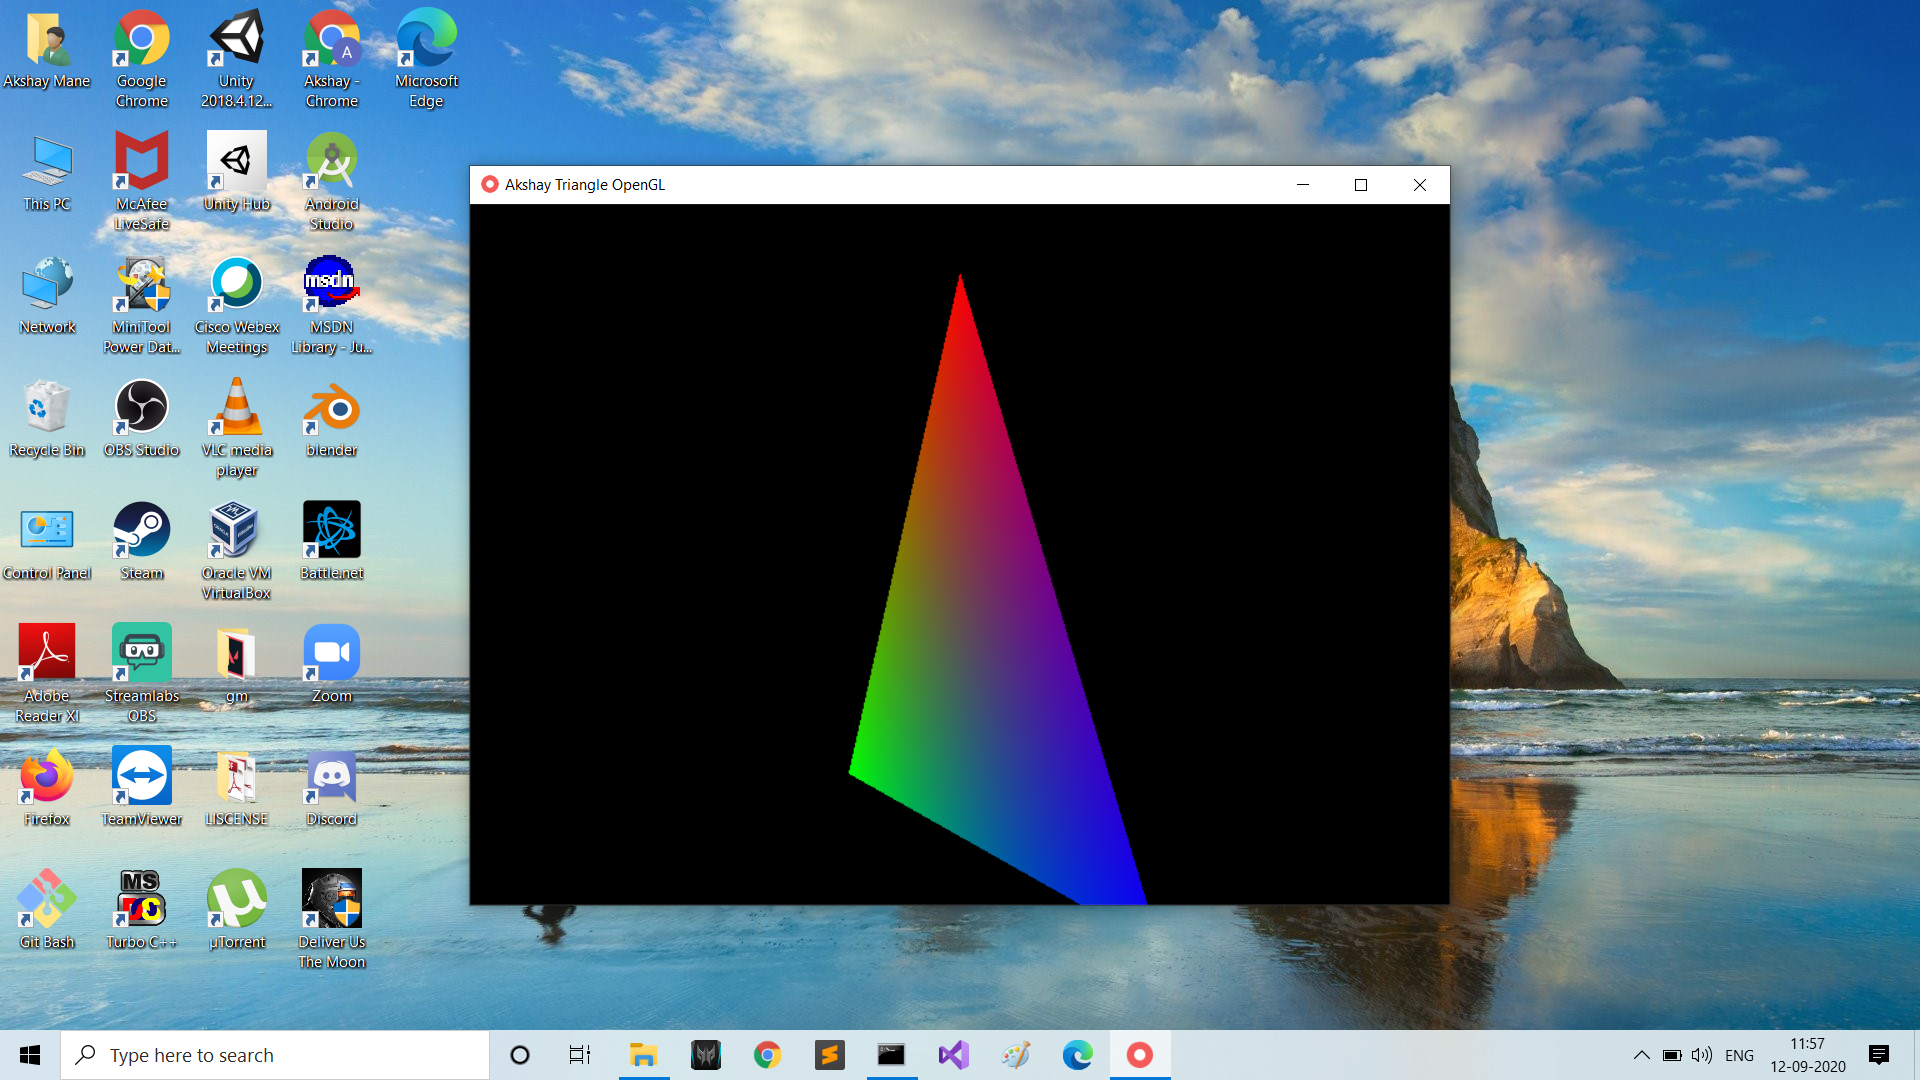 Akshay Mane
Google
Chrome
Unity
2018.4.12...
A
Akshay -
Chrome
Microsoft
Edge
This PC
McAfee
LiveSafe
Unity Hub
Android
Studio
Network
MiniTool
Power Dat...
Cisco Webex
Meetings
msdn
MSDN
Library - Ju...
Recycle Bin
OBS Studio
VLC media
player
blender
Control Panel
Steam
Oracle VM
VirtualBox
Battle.net
Adobe
Reader XI
Streamlabs
OBS
gm
Zoom
Firefox
TeamViewer
LISCENSE
Discord
Git Bash
MS
Turbo C++
µTorrent
Deliver Us
The Moon
Akshay Triangle OpenGL
Type here to search
ENG
11:57
12-09-2020